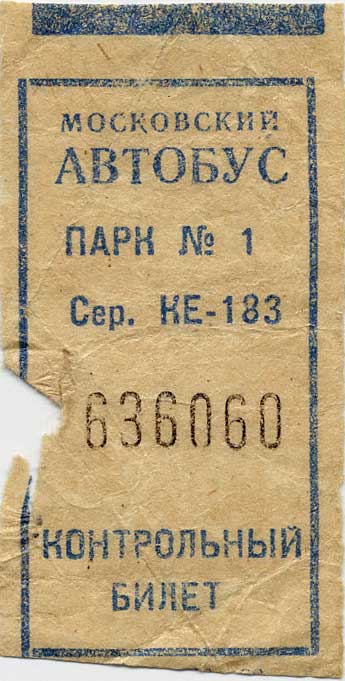 МОСКОВСКИЙ
АВТОБУС
ПАРК № 1
Сер. КЕ-183
636060
КОНТРОЛЬНЫЙ
БИЛЕТ